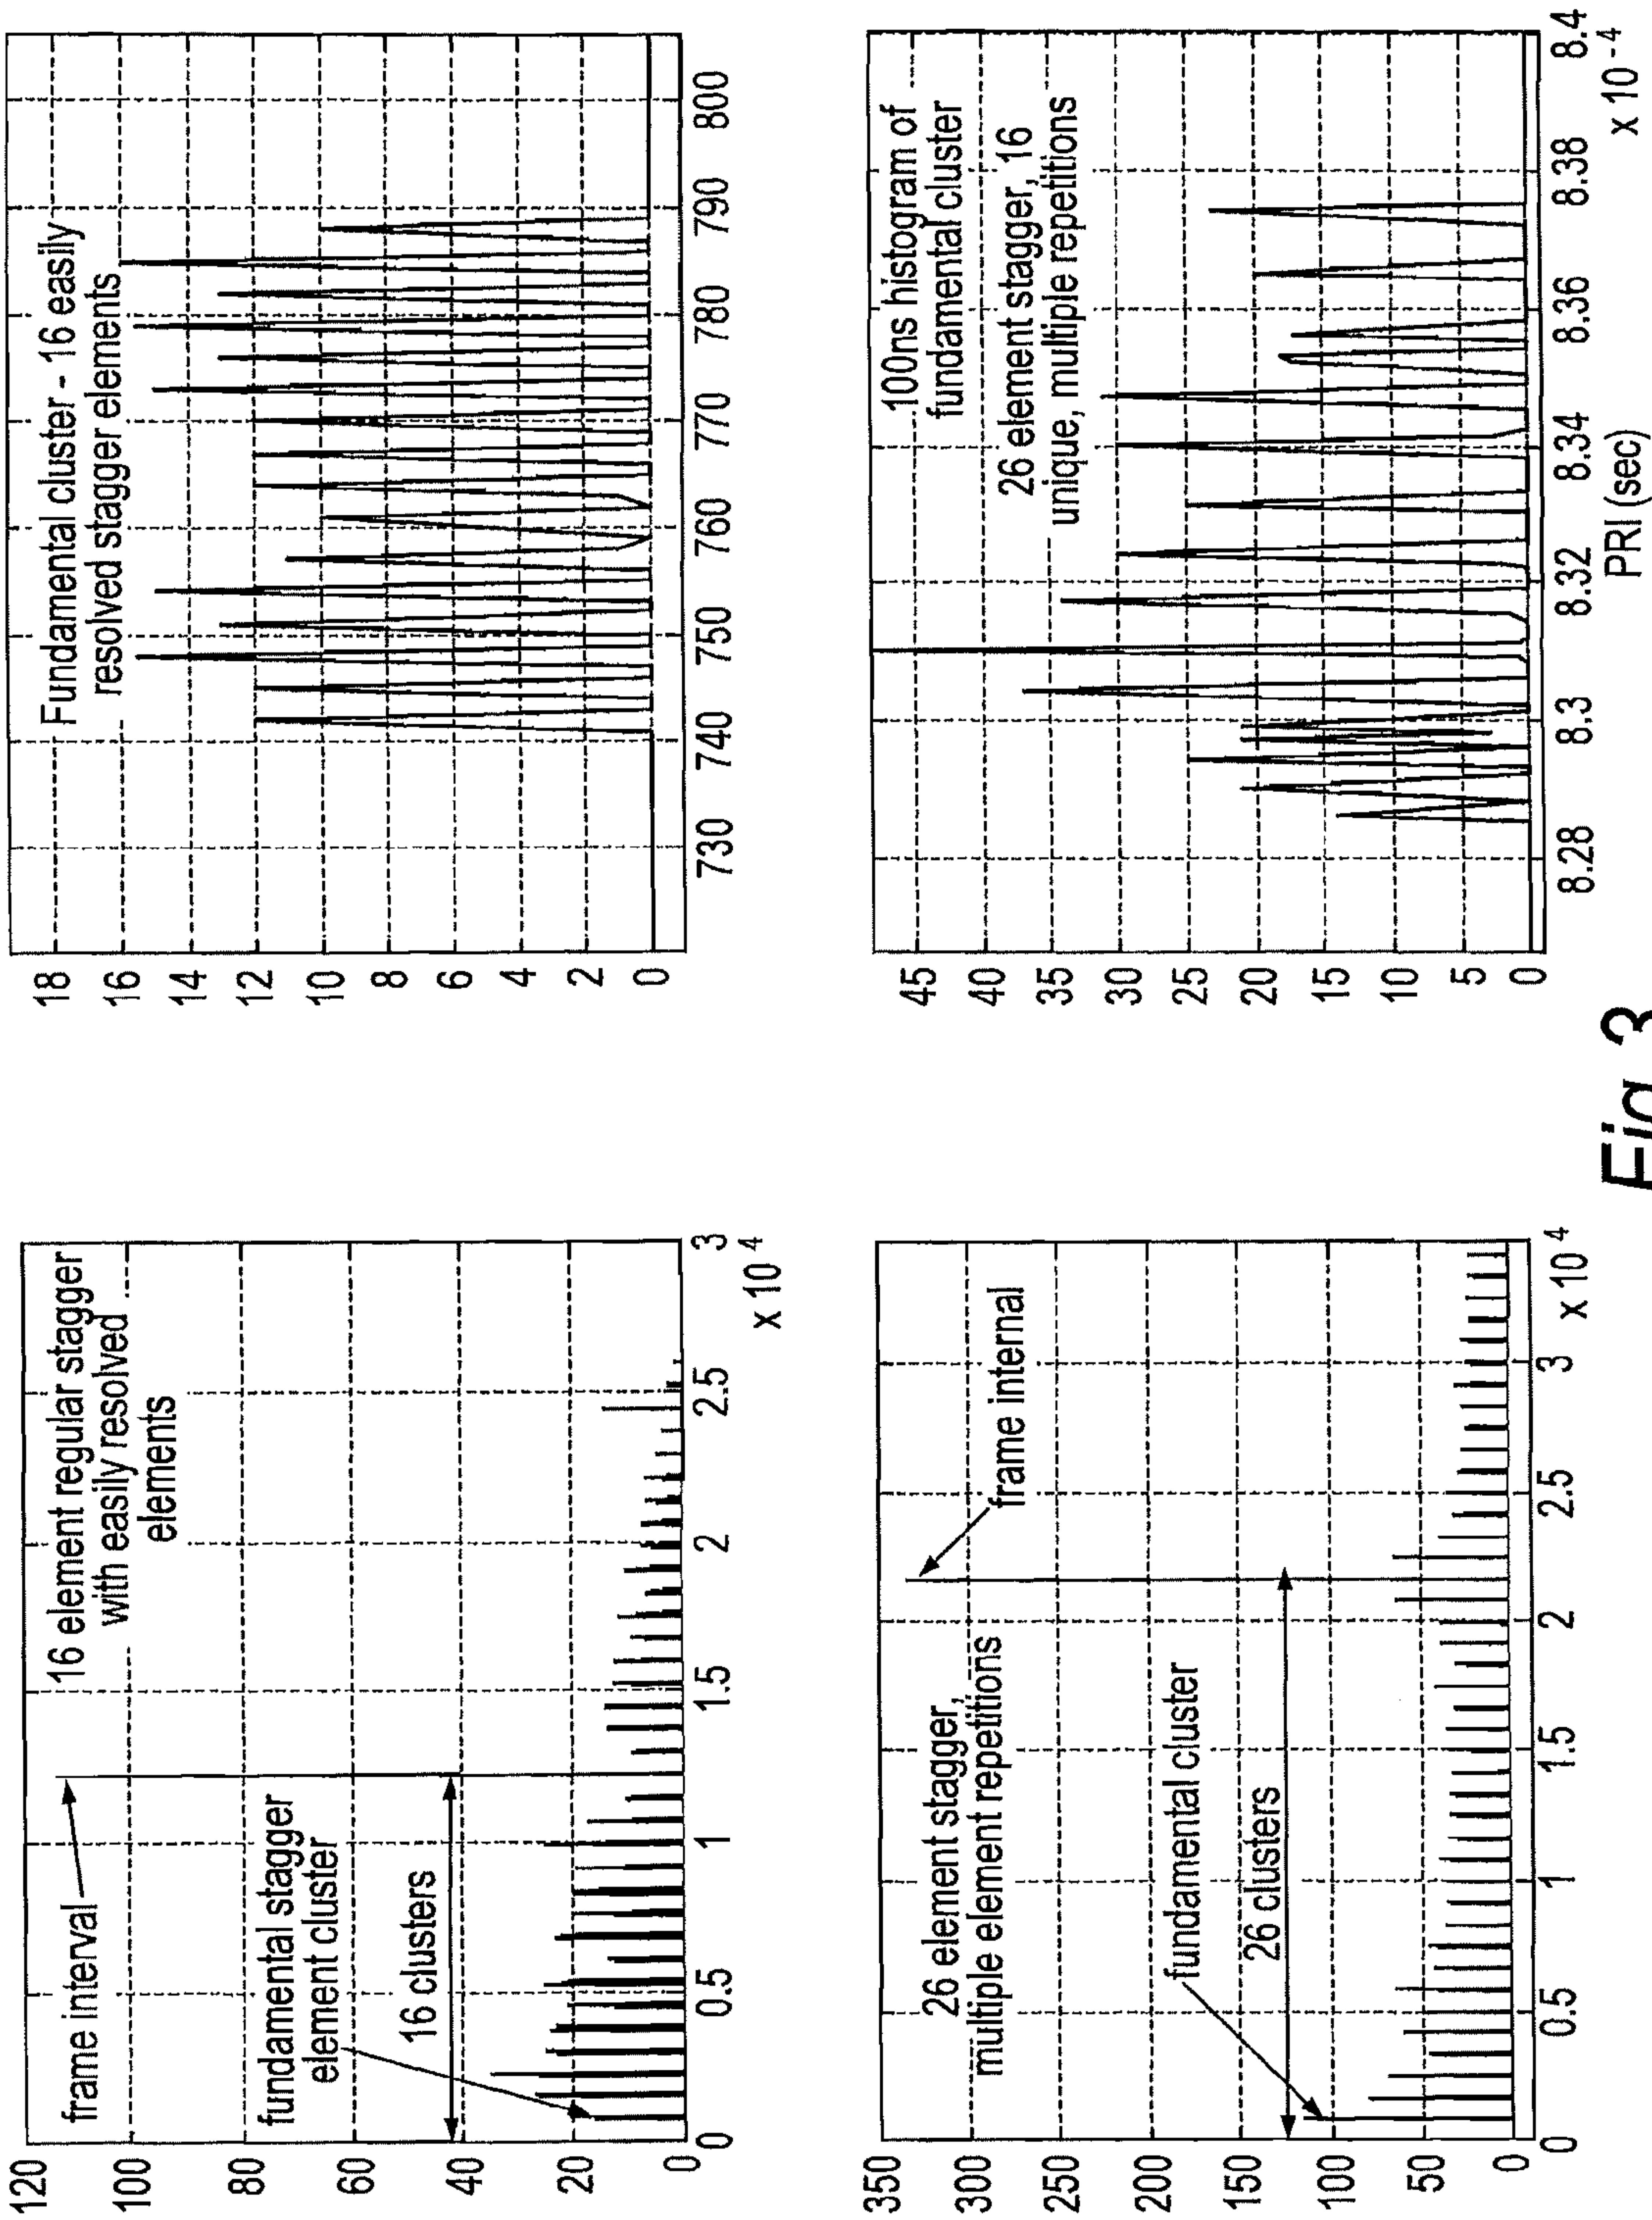 120
100
80
60
40
20
0
frame interval
16 element regular stagger
with easily resolved
elements
fundamental stagger
element cluster
16 clusters
0
0.5
1
1.5
2
2.5
3
x 10⁴
18
16
14
12
10
8
6
4
2
0
Fundamental cluster - 16 easily
resolved stagger elements
730
740
750
760
770
780
790
800
350
300
250
200
150
100
50
0
26 element stagger,
multiple element repetitions
frame internal
fundamental cluster
26 clusters
0
0.5
1
1.5
2
2.5
3
x 10⁴
45
40
35
30
25
20
15
10
5
0
100ns histogram of
fundamental cluster
26 element stagger, 16
unique, multiple repetitions
8.28
8.3
8.32
8.34
8.36
8.38
8.4
PRI (sec)
x 10⁻⁴
Fig. 3